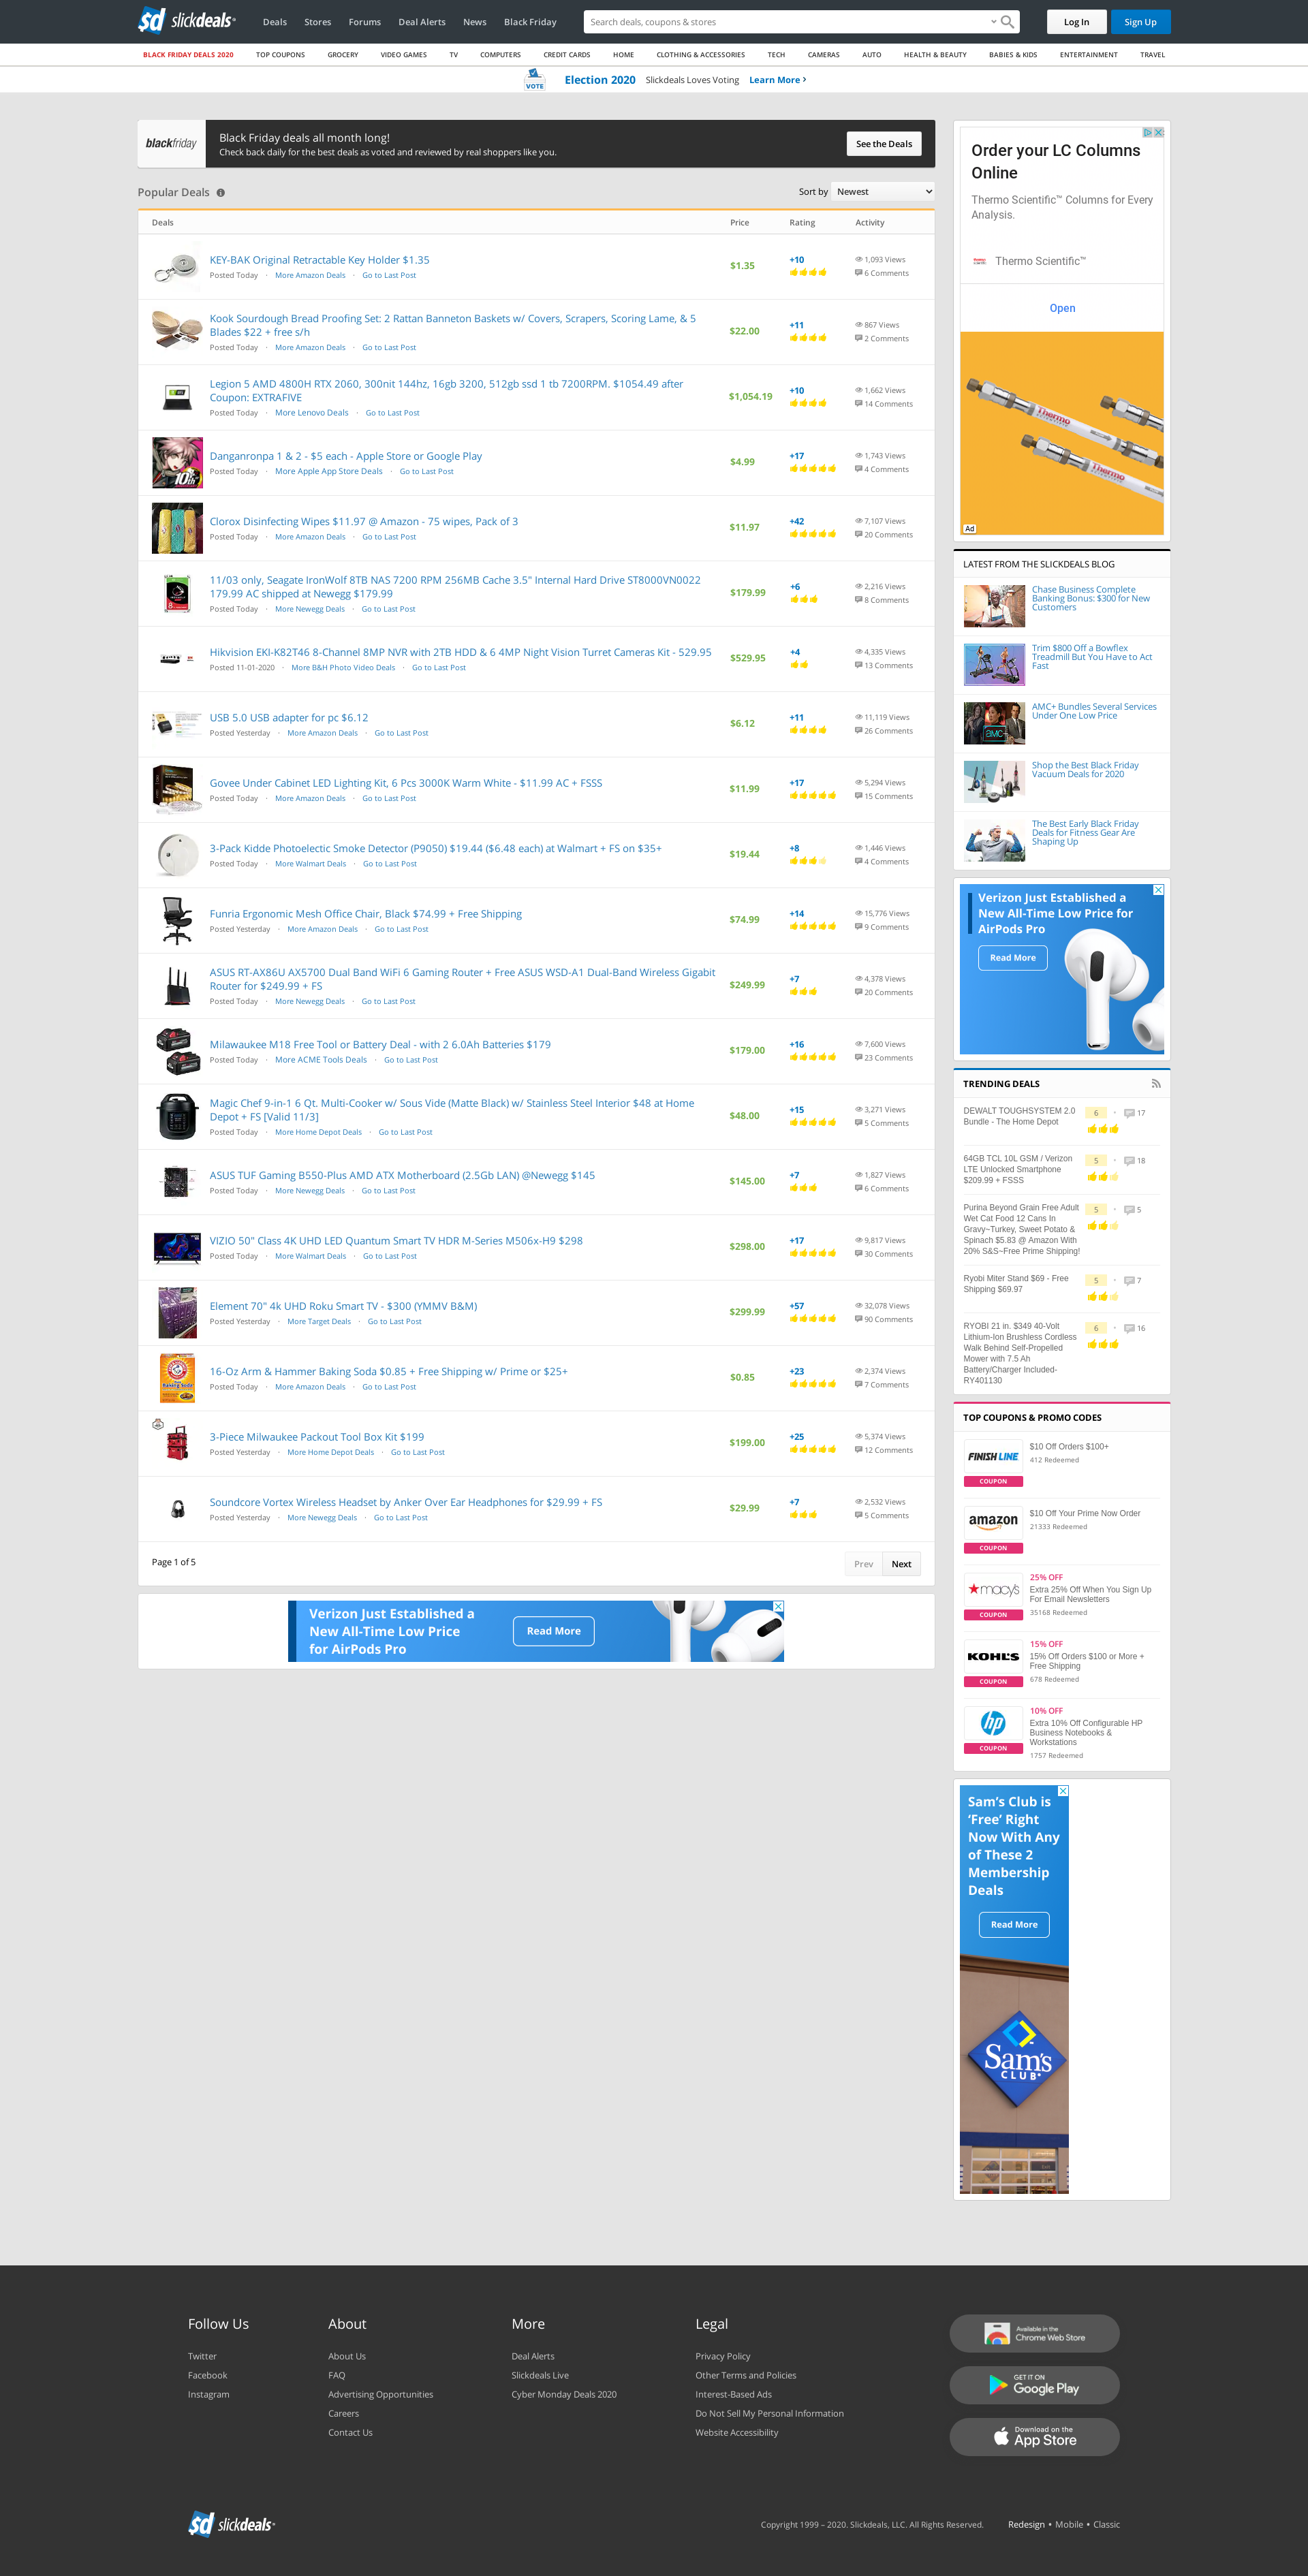 slickdeals
Deals
Stores
Forums
Deal Alerts
News
Black Friday
Search deals, coupons & stores
Log In
Sign Up
BLACK FRIDAY DEALS 2020
TOP COUPONS
GROCERY
VIDEO GAMES
TV
COMPUTERS
CREDIT CARDS
HOME
CLOTHING & ACCESSORIES
TECH
CAMERAS
AUTO
HEALTH & BEAUTY
BABIES & KIDS
ENTERTAINMENT
TRAVEL
VOTE
Election 2020 Slickdeals Loves Voting Learn More ›
blackfriday
Black Friday deals all month long!
Check back daily for the best deals as voted and reviewed by real shoppers like you.
See the Deals
Popular Deals
Sort by Newest
Deals Price Rating Activity
KEY-BAK Original Retractable Key Holder $1.35
Posted Today · More Amazon Deals · Go to Last Post
$1.35
+10
1,093 Views
6 Comments
Kook Sourdough Bread Proofing Set: 2 Rattan Banneton Baskets w/ Covers, Scrapers, Scoring Lame, & 5
Blades $22 + free s/h
Posted Today · More Amazon Deals · Go to Last Post
$22.00
+11
867 Views
2 Comments
Legion 5 AMD 4800H RTX 2060, 300nit 144hz, 16gb 3200, 512gb ssd 1 tb 7200RPM. $1054.49 after
Coupon: EXTRAFIVE
Posted Today · More Lenovo Deals · Go to Last Post
$1,054.19
+10
1,662 Views
14 Comments
Danganronpa 1 & 2 - $5 each - Apple Store or Google Play
Posted Today · More Apple App Store Deals · Go to Last Post
$4.99
+17
1,743 Views
4 Comments
Clorox Disinfecting Wipes $11.97 @ Amazon - 75 wipes, Pack of 3
Posted Today · More Amazon Deals · Go to Last Post
$11.97
+42
7,107 Views
20 Comments
11/03 only, Seagate IronWolf 8TB NAS 7200 RPM 256MB Cache 3.5" Internal Hard Drive ST8000VN0022
179.99 AC shipped at Newegg $179.99
Posted Today · More Newegg Deals · Go to Last Post
$179.99
+6
2,216 Views
8 Comments
Hikvision EKI-K82T46 8-Channel 8MP NVR with 2TB HDD & 6 4MP Night Vision Turret Cameras Kit - 529.95
Posted 11-01-2020 · More B&H Photo Video Deals · Go to Last Post
$529.95
+4
4,335 Views
13 Comments
USB 5.0 USB adapter for pc $6.12
Posted Yesterday · More Amazon Deals · Go to Last Post
$6.12
+11
11,119 Views
26 Comments
Govee Under Cabinet LED Lighting Kit, 6 Pcs 3000K Warm White - $11.99 AC + FSSS
Posted Today · More Amazon Deals · Go to Last Post
$11.99
+17
5,294 Views
15 Comments
3-Pack Kidde Photoelectic Smoke Detector (P9050) $19.44 ($6.48 each) at Walmart + FS on $35+
Posted Today · More Walmart Deals · Go to Last Post
$19.44
+8
1,446 Views
4 Comments
Funria Ergonomic Mesh Office Chair, Black $74.99 + Free Shipping
Posted Yesterday · More Amazon Deals · Go to Last Post
$74.99
+14
15,776 Views
9 Comments
ASUS RT-AX86U AX5700 Dual Band WiFi 6 Gaming Router + Free ASUS WSD-A1 Dual-Band Wireless Gigabit
Router for $249.99 + FS
Posted Today · More Newegg Deals · Go to Last Post
$249.99
+7
4,378 Views
20 Comments
Milawaukee M18 Free Tool or Battery Deal - with 2 6.0Ah Batteries $179
Posted Today · More ACME Tools Deals · Go to Last Post
$179.00
+16
7,600 Views
23 Comments
Magic Chef 9-in-1 6 Qt. Multi-Cooker w/ Sous Vide (Matte Black) w/ Stainless Steel Interior $48 at Home
Depot + FS [Valid 11/3]
Posted Today · More Home Depot Deals · Go to Last Post
$48.00
+15
3,271 Views
5 Comments
ASUS TUF Gaming B550-Plus AMD ATX Motherboard (2.5Gb LAN) @Newegg $145
Posted Today · More Newegg Deals · Go to Last Post
$145.00
+7
1,827 Views
6 Comments
VIZIO 50" Class 4K UHD LED Quantum Smart TV HDR M-Series M506x-H9 $298
Posted Today · More Walmart Deals · Go to Last Post
$298.00
+17
9,817 Views
30 Comments
Element 70" 4k UHD Roku Smart TV - $300 (YMMV B&M)
Posted Yesterday · More Target Deals · Go to Last Post
$299.99
+57
32,078 Views
90 Comments
16-Oz Arm & Hammer Baking Soda $0.85 + Free Shipping w/ Prime or $25+
Posted Today · More Amazon Deals · Go to Last Post
$0.85
+23
2,374 Views
7 Comments
3-Piece Milwaukee Packout Tool Box Kit $199
Posted Yesterday · More Home Depot Deals · Go to Last Post
$199.00
+25
5,374 Views
12 Comments
Soundcore Vortex Wireless Headset by Anker Over Ear Headphones for $29.99 + FS
Posted Yesterday · More Newegg Deals · Go to Last Post
$29.99
+7
2,532 Views
5 Comments
Page 1 of 5
Prev
Next
Verizon Just Established a
New All-Time Low Price
for AirPods Pro
Read More
Order your LC Columns
Online
Thermo Scientific™ Columns for Every
Analysis.
Thermo Scientific™
Open
Thermo
Thermo
Ad
LATEST FROM THE SLICKDEALS BLOG
Chase Business Complete
Banking Bonus: $300 for New
Customers
Trim $800 Off a Bowflex
Treadmill But You Have to Act
Fast
amc+
AMC+ Bundles Several Services
Under One Low Price
Shop the Best Black Friday
Vacuum Deals for 2020
The Best Early Black Friday
Deals for Fitness Gear Are
Shaping Up
Verizon Just Established a
New All-Time Low Price for
AirPods Pro
Read More
TRENDING DEALS
DEWALT TOUGHSYSTEM 2.0
Bundle - The Home Depot
6 · 17
64GB TCL 10L GSM / Verizon
LTE Unlocked Smartphone
$209.99 + FSSS
5 · 18
Purina Beyond Grain Free Adult
Wet Cat Food 12 Cans In
Gravy~Turkey, Sweet Potato &
Spinach $5.83 @ Amazon With
20% S&S~Free Prime Shipping!
5 · 5
Ryobi Miter Stand $69 - Free
Shipping $69.97
5 · 7
RYOBI 21 in. $349 40-Volt
Lithium-Ion Brushless Cordless
Walk Behind Self-Propelled
Mower with 7.5 Ah
Battery/Charger Included-
RY401130
6 · 16
TOP COUPONS & PROMO CODES
FINISH LINE
COUPON
$10 Off Orders $100+
412 Redeemed
amazon
COUPON
$10 Off Your Prime Now Order
21333 Redeemed
macy's
COUPON
25% OFF
Extra 25% Off When You Sign Up
For Email Newsletters
35168 Redeemed
KOHL'S
COUPON
15% OFF
15% Off Orders $100 or More +
Free Shipping
678 Redeemed
hp
COUPON
10% OFF
Extra 10% Off Configurable HP
Business Notebooks &
Workstations
1757 Redeemed
Sam's Club is
'Free' Right
Now With Any
of These 2
Membership
Deals
Read More
Sam's
CLUB
Follow Us
Twitter
Facebook
Instagram
About
About Us
FAQ
Advertising Opportunities
Careers
Contact Us
More
Deal Alerts
Slickdeals Live
Cyber Monday Deals 2020
Legal
Privacy Policy
Other Terms and Policies
Interest-Based Ads
Do Not Sell My Personal Information
Website Accessibility
Available in the
Chrome Web Store
GET IT ON
Google Play
Download on the
App Store
slickdeals
Copyright 1999 – 2020. Slickdeals, LLC. All Rights Reserved.
Redesign • Mobile • Classic